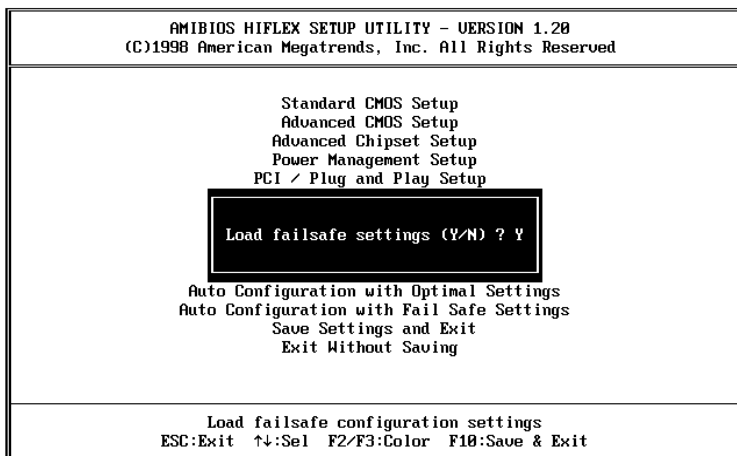 AMIBIOS HIFLEX SETUP UTILITY - VERSION 1.20
(C)1998 American Megatrends, Inc. All Rights Reserved
Standard CMOS Setup
Advanced CMOS Setup
Advanced Chipset Setup
Power Management Setup
PCI / Plug and Play Setup
Load failsafe settings (Y/N) ? Y
Auto Configuration with Optimal Settings
Auto Configuration with Fail Safe Settings
Save Settings and Exit
Exit Without Saving
Load failsafe configuration settings
ESC:Exit ↑↓:Sel F2/F3:Color F10:Save & Exit